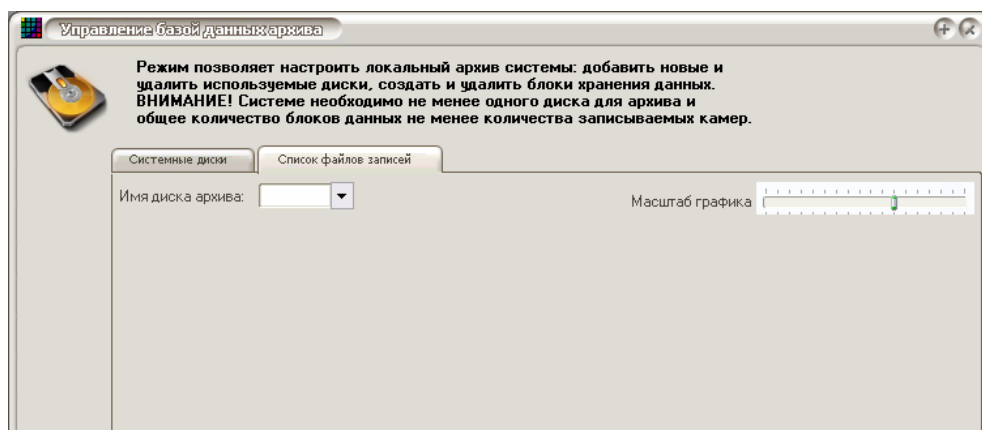 Управление базой данных архива
Режим позволяет настроить локальный архив системы: добавить новые и
удалить используемые диски, создать и удалить блоки хранения данных.
ВНИМАНИЕ! Системе необходимо не менее одного диска для архива и
общее количество блоков данных не менее количества записываемых камер.
Системные диски Список файлов записей
Имя диска архива: Масштаб графика